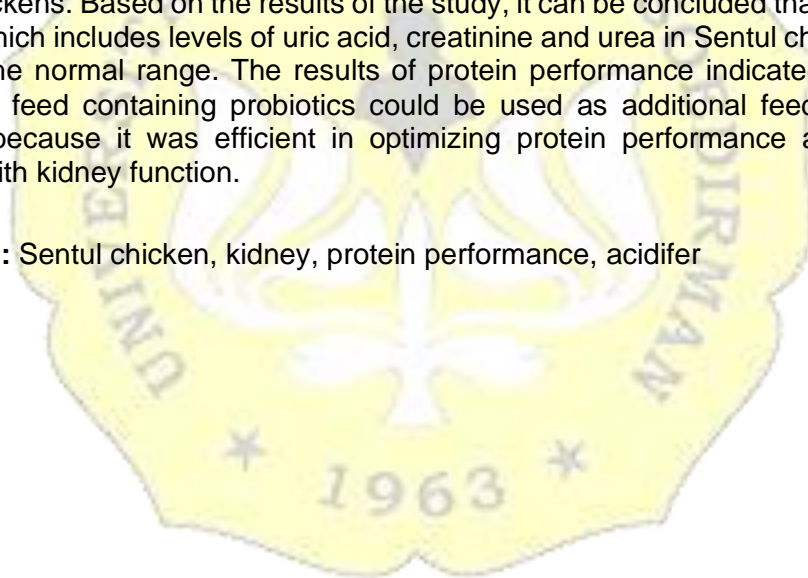 ckens. Based on the results of the study, it can be concluded tha
hich includes levels of uric acid, creatinine and urea in Sentul ch
ne normal range. The results of protein performance indicate
feed containing probiotics could be used as additional feed
because it was efficient in optimizing protein performance a
ith kidney function.
: Sentul chicken, kidney, protein performance, acidifer
UNIVERS
OEDIRMAN
* 1963 *